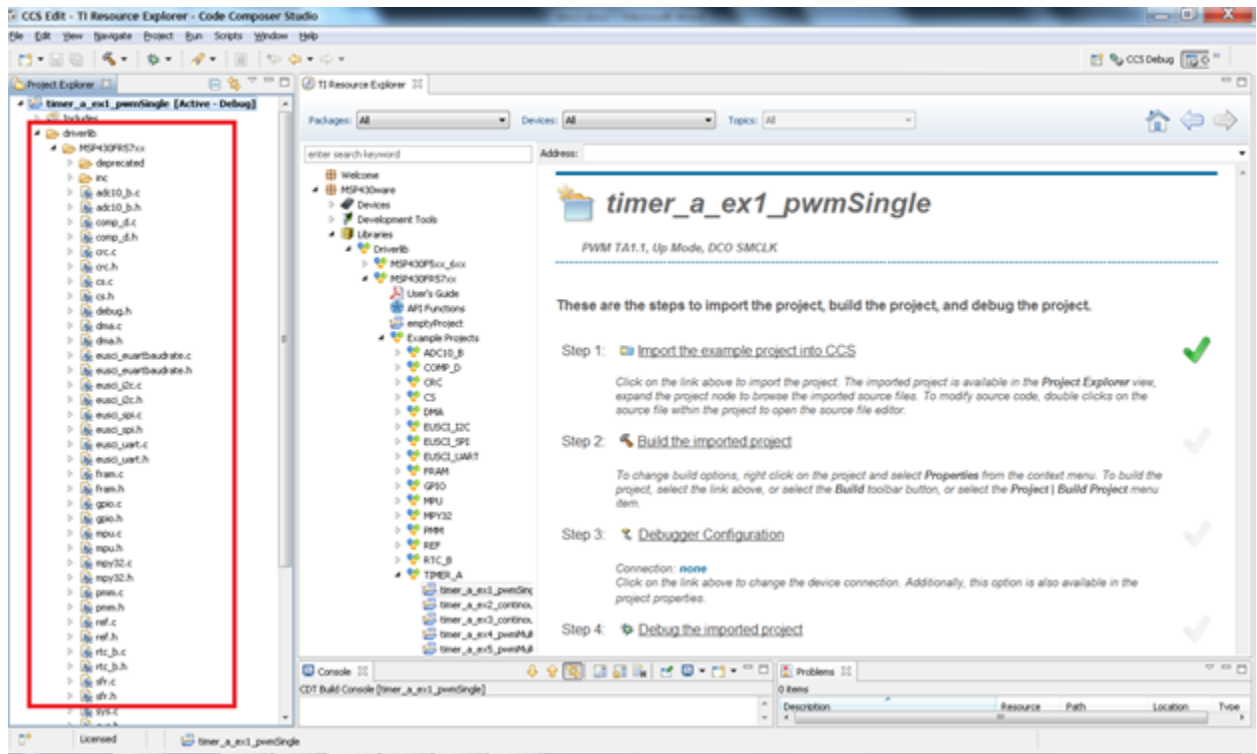 CCS Edit - TI Resource Explorer - Code Composer Studio
File Edit View Navigate Project Run Scripts Window Help
CCS Debug
Project Explorer
timer_a_ex1_pwmSingle [Active - Debug]
Includes
driverlib
MSP430FR57xx
deprecated
inc
adc10_b.c
adc10_b.h
comp_d.c
comp_d.h
crc.c
crc.h
cs.c
cs.h
debug.h
dma.c
dma.h
eusci_euartbaudrate.c
eusci_euartbaudrate.h
eusci_i2c.c
eusci_i2c.h
eusci_spi.c
eusci_spi.h
eusci_uart.c
eusci_uart.h
fram.c
fram.h
gpio.c
gpio.h
mpu.c
mpu.h
mpy32.c
mpy32.h
pmm.c
pmm.h
ref.c
ref.h
rtc_b.c
rtc_b.h
sfr.c
sfr.h
sys.c
TI Resource Explorer
Packages: All Devices: All Topics: All
enter search keyword
Address:
Welcome
MSP430ware
Devices
Development Tools
Libraries
Driverlib
MSP430F5xx_6xx
MSP430FR57xx
User's Guide
API Functions
emptyProject
Example Projects
ADC10_B
COMP_D
CRC
CS
DMA
EUSCI_I2C
EUSCI_SPI
EUSCI_UART
FRAM
GPIO
MPU
MPY32
PMM
REF
RTC_B
TIMER_A
timer_a_ex1_pwmSing
timer_a_ex2_continou
timer_a_ex3_continou
timer_a_ex4_pwmMul
timer_a_ex5_pwmMul
timer_a_ex1_pwmSingle
PWM TA1.1, Up Mode, DCO SMCLK
These are the steps to import the project, build the project, and debug the project.
Step 1: Import the example project into CCS
Click on the link above to import the project. The imported project is available in the Project Explorer view,
expand the project node to browse the imported source files. To modify source code, double clicks on the
source file within the project to open the source file editor.
Step 2: Build the imported project
To change build options, right click on the project and select Properties from the context menu. To build the
project, select the link above, or select the Build toolbar button, or select the Project | Build Project menu
item.
Step 3: Debugger Configuration
Connection: none
Click on the link above to change the device connection. Additionally, this option is also available in the
project properties.
Step 4: Debug the imported project
Console
CDT Build Console [timer_a_ex1_pwmSingle]
Problems
0 items
Description Resource Path Location Type
Licensed timer_a_ex1_pwmSingle